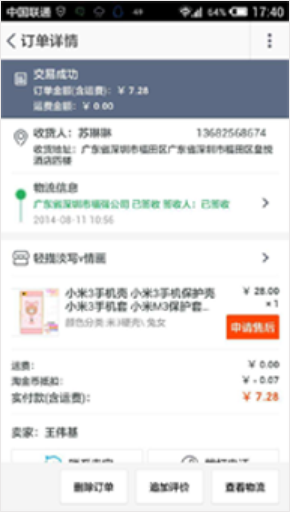 中国联通 64% 17:40
订单详情
交易成功
订单金额(含运费): ￥7.28
运费金额: ￥0.00
收货人: 苏琳琳 13682568674
收货地址: 广东省深圳市福田区广东省深圳市福田区皇悦
酒店四楼
物流信息
广东省深圳市福强公司 已签收 签收人: 已签收
2014-08-11 10:56
轻描淡写v情画
小米3手机壳 小米3手机保护壳 ￥28.00
小米3手机套 小米M3保护套... ×1
颜色分类:米3硬壳\ 兔女
申请售后
运费: ￥0.00
淘金币抵扣: ￥-0.07
实付款(含运费): ￥7.28
卖家: 王伟基
删除订单 追加评价 查看物流